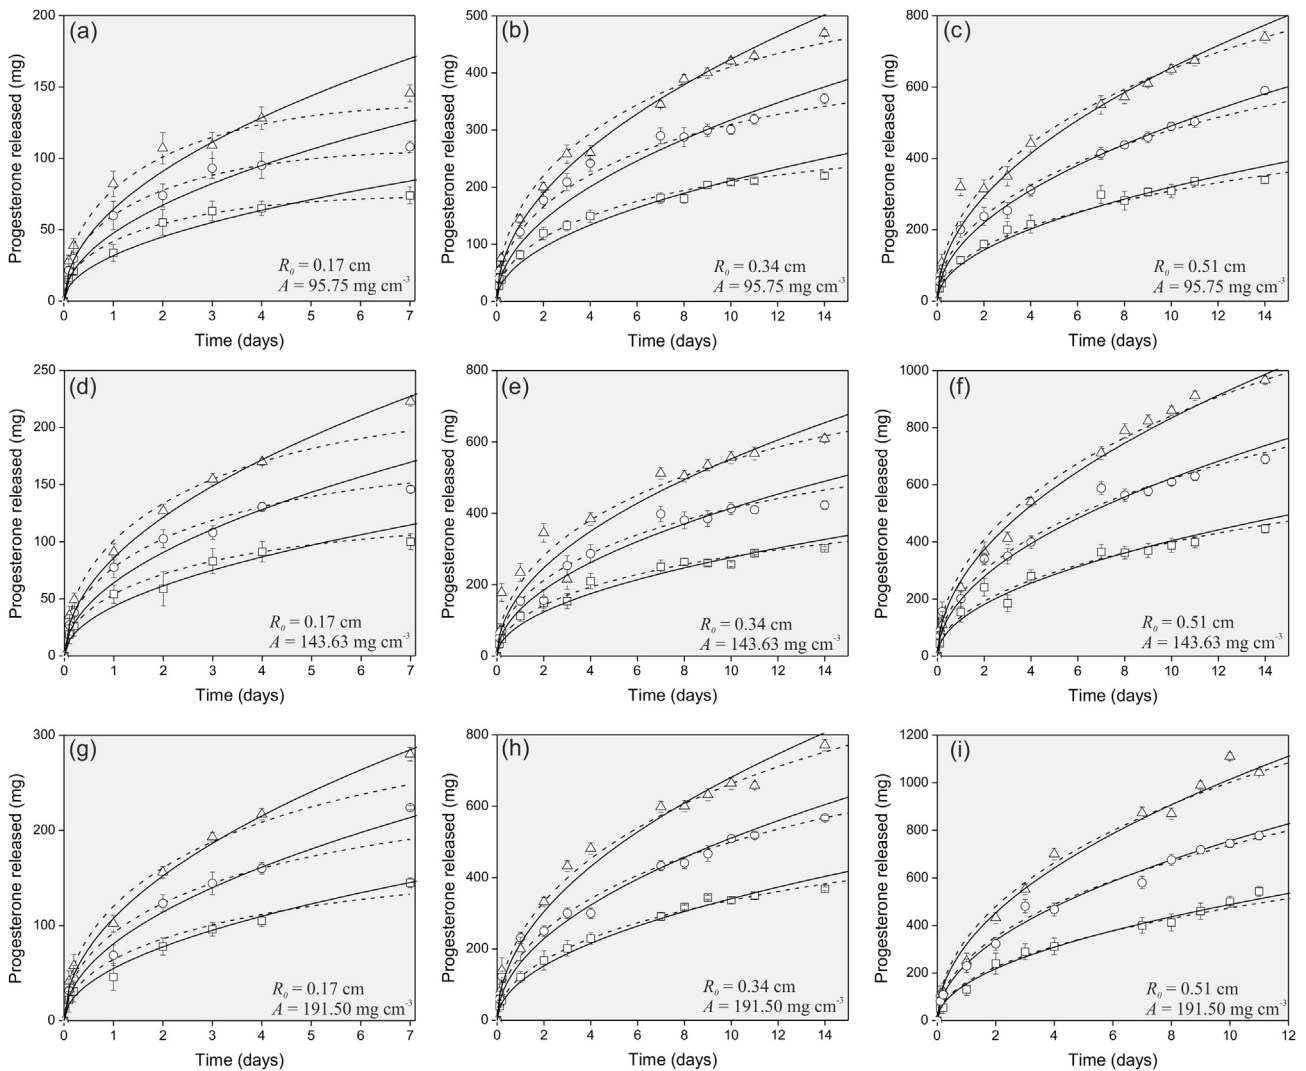 (a)
Progesterone released (mg)
200
150
100
50
0
0 1 2 3 4 5 6 7
Time (days)
R₀ = 0.17 cm
A = 95.75 mg cm⁻³
(b)
Progesterone released (mg)
500
400
300
200
100
0
0 2 4 6 8 10 12 14
Time (days)
R₀ = 0.34 cm
A = 95.75 mg cm⁻³
(c)
Progesterone released (mg)
800
600
400
200
0
0 2 4 6 8 10 12 14
Time (days)
R₀ = 0.51 cm
A = 95.75 mg cm⁻³
(d)
Progesterone released (mg)
250
200
150
100
50
0
0 1 2 3 4 5 6 7
Time (days)
R₀ = 0.17 cm
A = 143.63 mg cm⁻³
(e)
Progesterone released (mg)
800
600
400
200
0
0 2 4 6 8 10 12 14
Time (days)
R₀ = 0.34 cm
A = 143.63 mg cm⁻³
(f)
Progesterone released (mg)
1000
800
600
400
200
0
0 2 4 6 8 10 12 14
Time (days)
R₀ = 0.51 cm
A = 143.63 mg cm⁻³
(g)
Progesterone released (mg)
300
200
100
0
0 1 2 3 4 5 6 7
Time (days)
R₀ = 0.17 cm
A = 191.50 mg cm⁻³
(h)
Progesterone released (mg)
800
600
400
200
0
0 2 4 6 8 10 12 14
Time (days)
R₀ = 0.34 cm
A = 191.50 mg cm⁻³
(i)
Progesterone released (mg)
1200
1000
800
600
400
200
0
0 2 4 6 8 10 12
Time (days)
R₀ = 0.51 cm
A = 191.50 mg cm⁻³